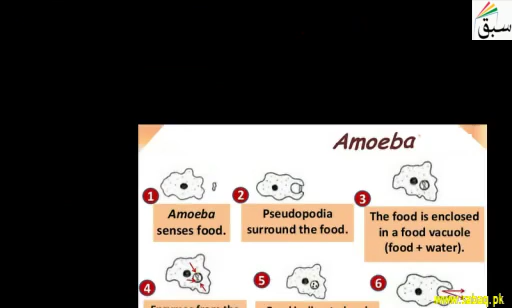 سبق
Amoeba
1
Amoeba
senses food.
2
Pseudopodia
surround the food.
3
The food is enclosed
in a food vacuole
(food + water).
4
5
6
www.sabaq.pk